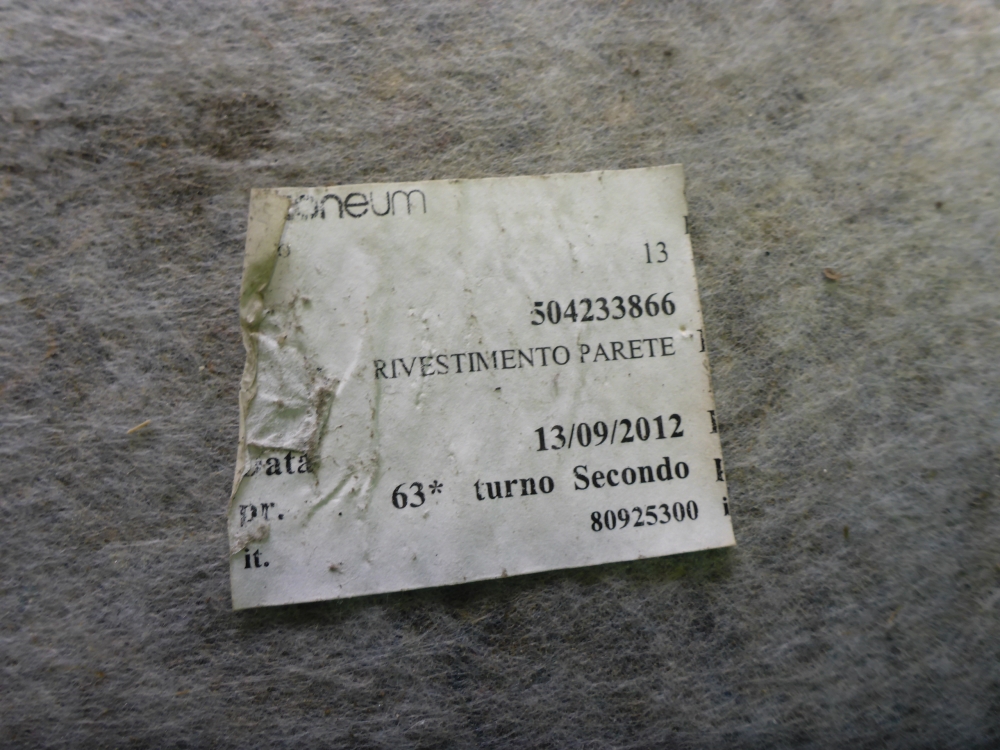 oneum
o 13
504233866
RIVESTIMENTO PARETE
13/09/2012
ata
pr. 63* turno Secondo
it. 80925300